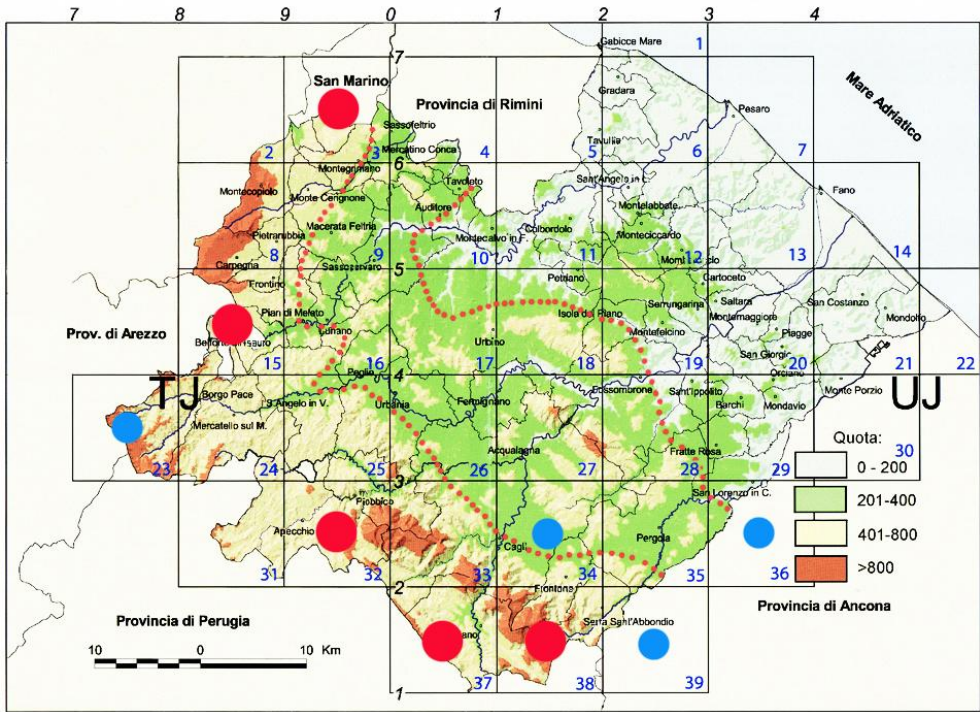 7 8 9 0 1 2 3 4
7
Gabicce Mare 1
Gradara
San Marino
Provincia di Rimini
Mare Adriatico
Pesaro
Sassofeltrio
Tavullia
Mercatino Conca
2 3 6 4 5 6 7
Montegrimano
Tavoleto
Sant'Angelo in L.
Montecopiolo
Fano
Monte Cerignone
Auditore
Montelabbate
Macerata Feltria
Colbordolo
Pietrarubbia
Montecalvo in F.
Monteciccardo
8 9 10 11 12 13 14
Carpegna
Sassocorvaro
5
Petriano
Cartoceto
Frontino
Serrungarina
Saltara
San Costanzo
Pian di Meleto
Isola del Piano
Montemaggiore
Mondolfo
Prov. di Arezzo
Lunano
Montefelcino
Piagge
Urbino
San Giorgio
15 16 17 18 19 20 21 22
Peglio
4
Orciano
TJ
Borgo Pace
Fossombrone
Sant'Ippolito
Monte Porzio
UJ
S.Angelo in V.
Urbania
Fermignano
Barchi
Mondavio
Mercatello sul M.
Quota:
Acqualagna
Fratte Rosa
23 24 25 26 27 28 29 30
0 - 200
3
San Lorenzo in C.
Piobbico
201-400
Apecchio
Cagli
Pergola
401-800
31 32 33 34 35 36
>800
2
Frontone
Provincia di Perugia
Serra Sant'Abbondio
Provincia di Ancona
10 0 10 Km
37 38 39
1